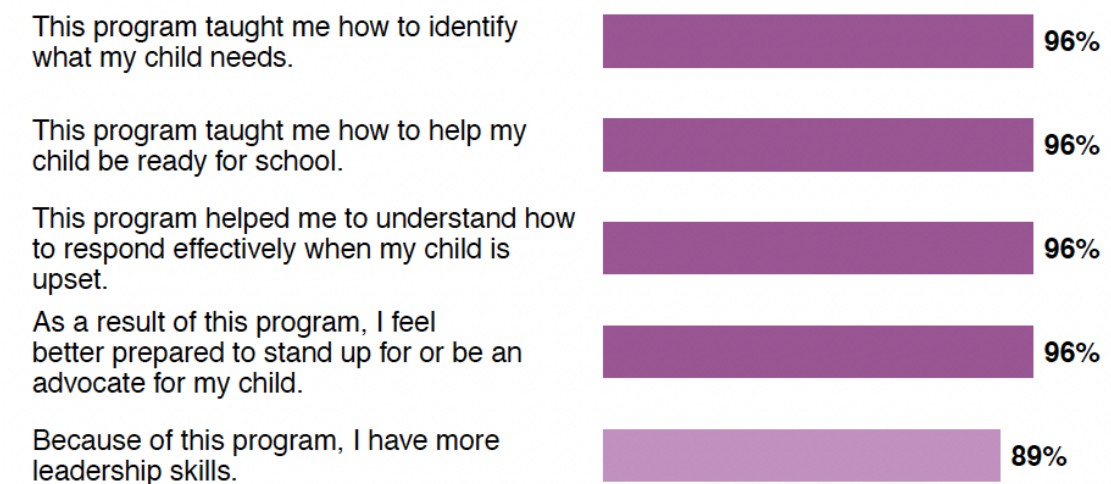 This program taught me how to identify
what my child needs.
96%
This program taught me how to help my
child be ready for school.
96%
This program helped me to understand how
to respond effectively when my child is
upset.
96%
As a result of this program, I feel
better prepared to stand up for or be an
advocate for my child.
96%
Because of this program, I have more
leadership skills.
89%